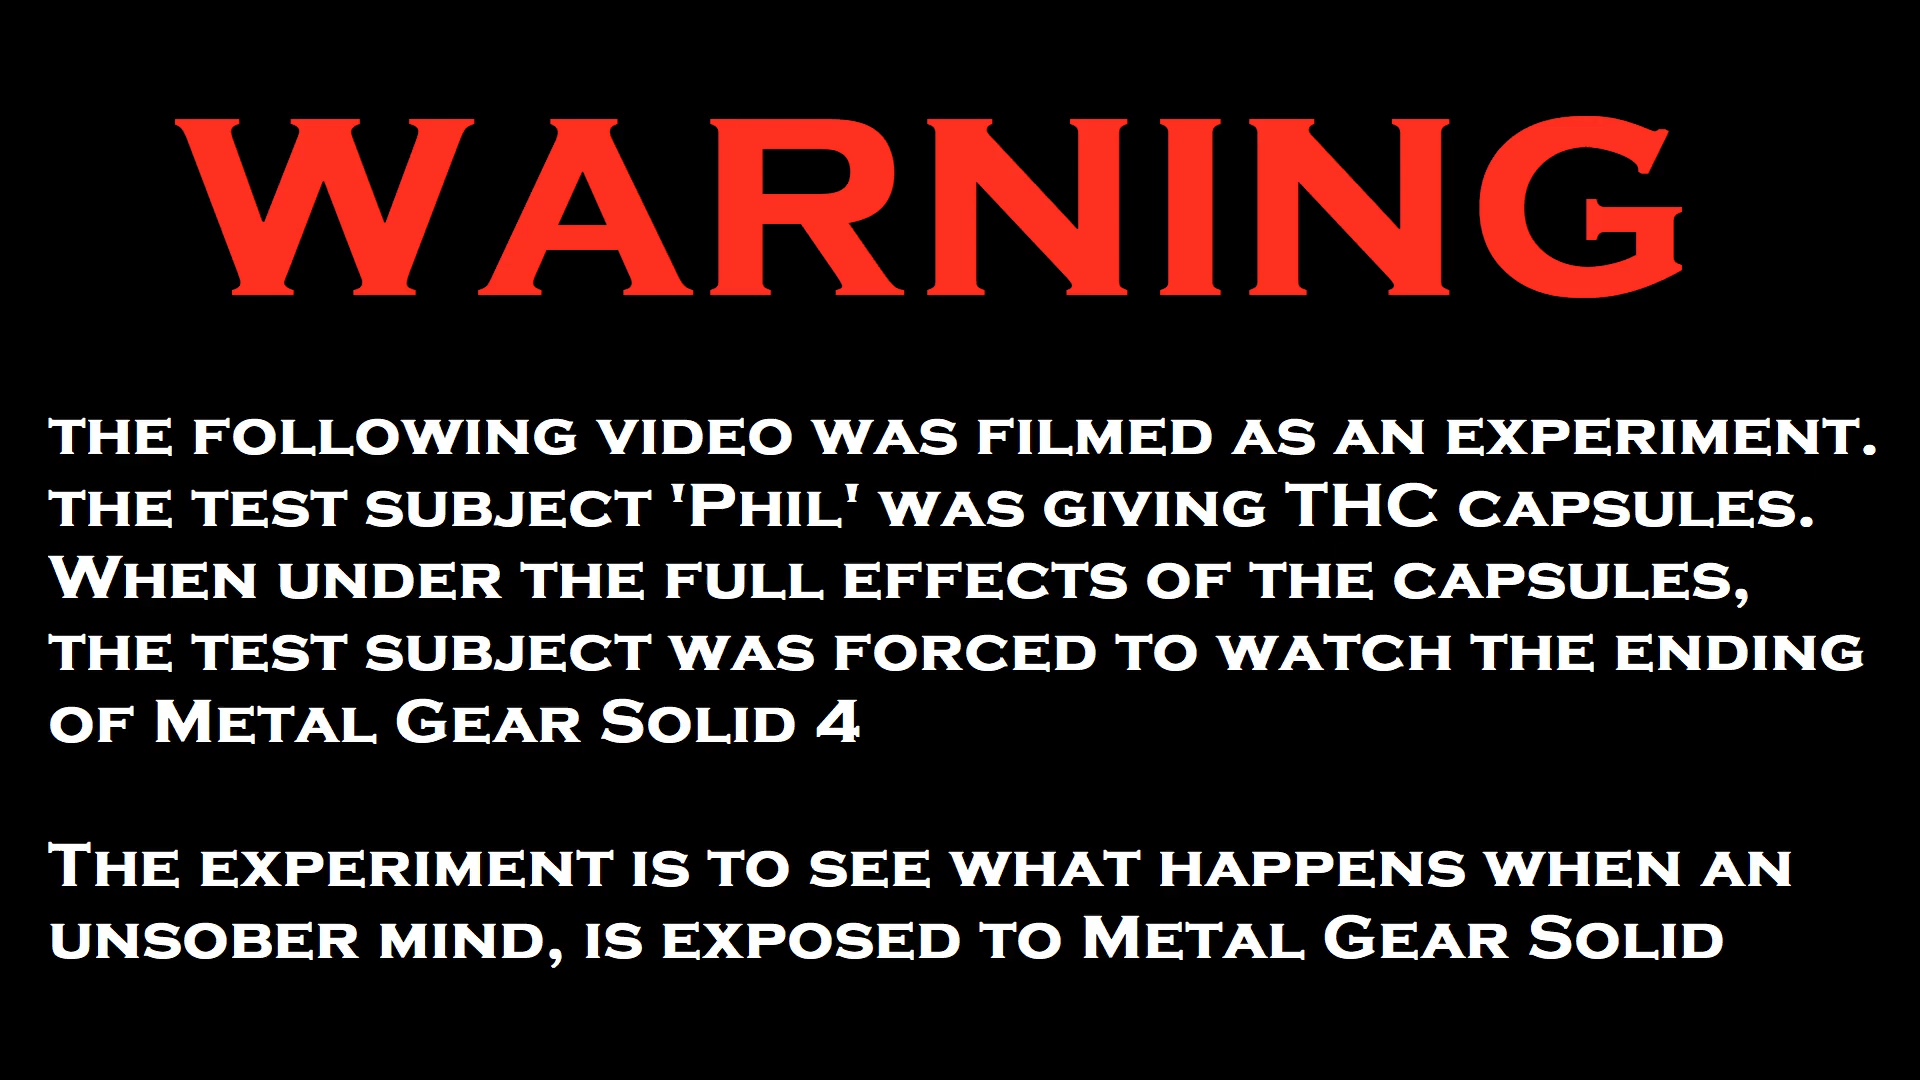 WARNING
THE FOLLOWING VIDEO WAS FILMED AS AN EXPERIMENT.
THE TEST SUBJECT 'PHIL' WAS GIVING THC CAPSULES.
WHEN UNDER THE FULL EFFECTS OF THE CAPSULES,
THE TEST SUBJECT WAS FORCED TO WATCH THE ENDING
OF METAL GEAR SOLID 4
THE EXPERIMENT IS TO SEE WHAT HAPPENS WHEN AN
UNSOBER MIND, IS EXPOSED TO METAL GEAR SOLID